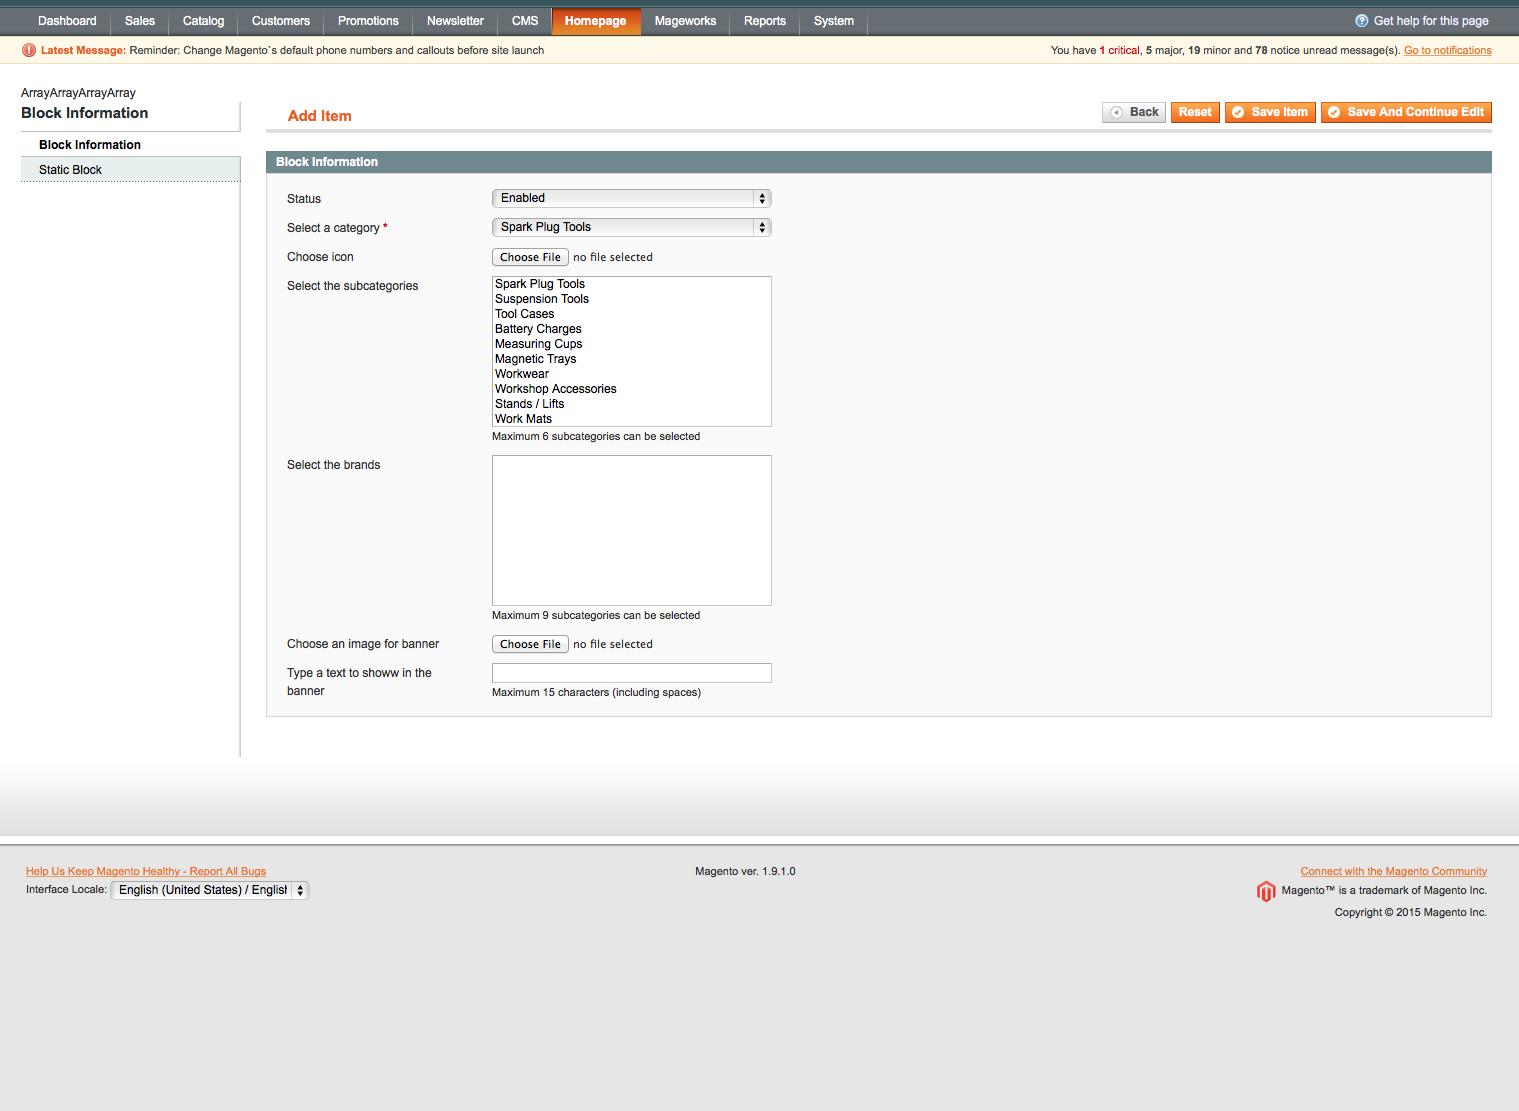 Dashboard Sales Catalog Customers Promotions Newsletter CMS Homepage Mageworks Reports System Get help for this page
Latest Message: Reminder: Change Magento`s default phone numbers and callouts before site launch You have 1 critical, 5 major, 19 minor and 78 notice unread message(s). Go to notifications
ArrayArrayArrayArray
Block Information
Block Information
Static Block
Add Item Back Reset Save Item Save And Continue Edit
Block Information
Status Enabled
Select a category * Spark Plug Tools
Choose icon Choose File no file selected
Select the subcategories
Spark Plug Tools
Suspension Tools
Tool Cases
Battery Charges
Measuring Cups
Magnetic Trays
Workwear
Workshop Accessories
Stands / Lifts
Work Mats
Maximum 6 subcategories can be selected
Select the brands
Maximum 9 subcategories can be selected
Choose an image for banner Choose File no file selected
Type a text to showw in the
banner
Maximum 15 characters (including spaces)
Help Us Keep Magento Healthy - Report All Bugs Magento ver. 1.9.1.0 Connect with the Magento Community
Interface Locale: English (United States) / English Magento™ is a trademark of Magento Inc.
Copyright © 2015 Magento Inc.